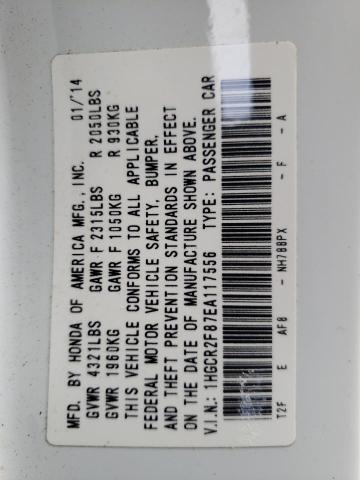 MFD. BY HONDA OF AMERICA MFG., INC. 01/'14
GVWR 4321LBS GAWR F 2315LBS R 2050LBS
GVWR 1960KG GAWR F 1050KG R 930KG
THIS VEHICLE CONFORMS TO ALL APPLICABLE
FEDERAL MOTOR VEHICLE SAFETY, BUMPER,
AND THEFT PREVENTION STANDARDS IN EFFECT
ON THE DATE OF MANUFACTURE SHOWN ABOVE.
V.I.N.: 1HGCR2F87EA117556 TYPE: PASSENGER CAR
T2F E AF8 - NH788PX - F - A